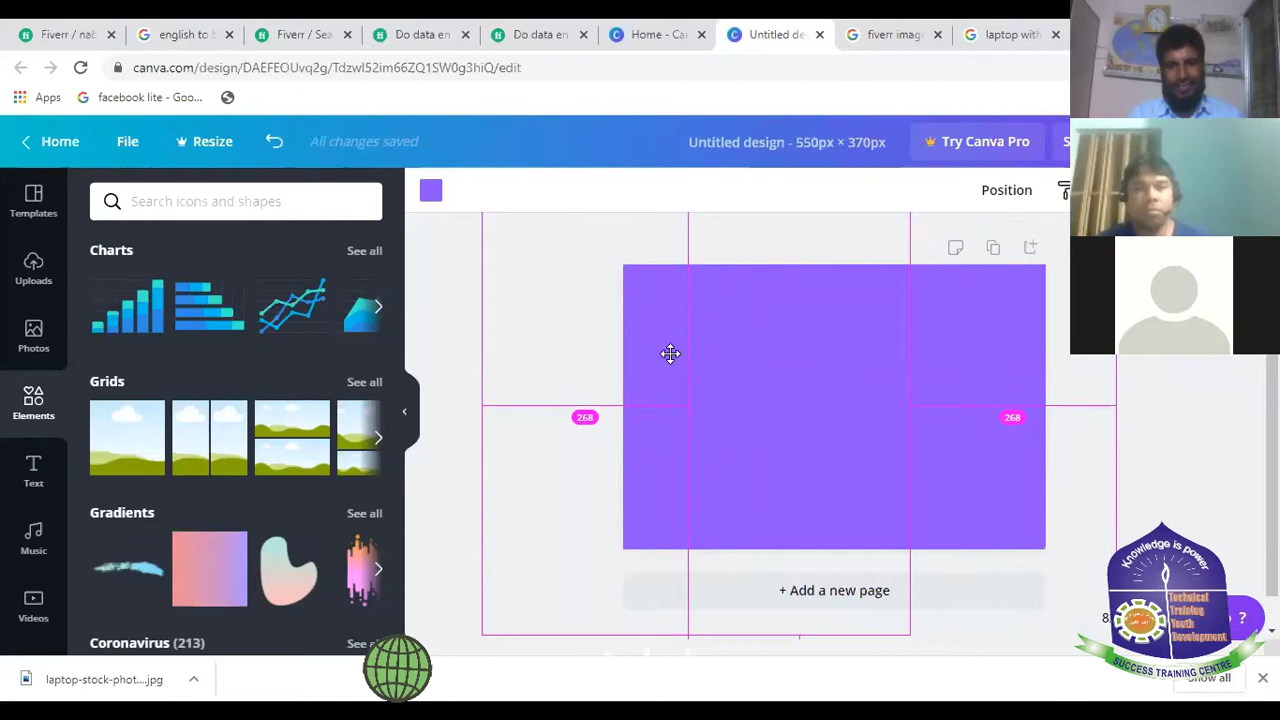 Fiverr / nab
english to b
Fiverr / Sea
Do data en
Do data en
Home - Can
Untitled de
fiverr image
laptop with
canva.com/design/DAEFEOUvq2g/Tdzwl52im66ZQ1SW0g3hiQ/edit
Apps
facebook lite - Goo...
Home
File
Resize
All changes saved
Untitled design - 550px × 370px
Try Canva Pro
Templates
Uploads
Photos
Elements
Text
Music
Videos
Search icons and shapes
Position
Charts
See all
Grids
See all
Gradients
See all
Coronavirus (213)
268
268
+ Add a new page
?
laptop-stock-phot....jpg
Show all
Knowledge is power
Technical
Training
Youth
Development
SUCCESS TRAINING CENTRE